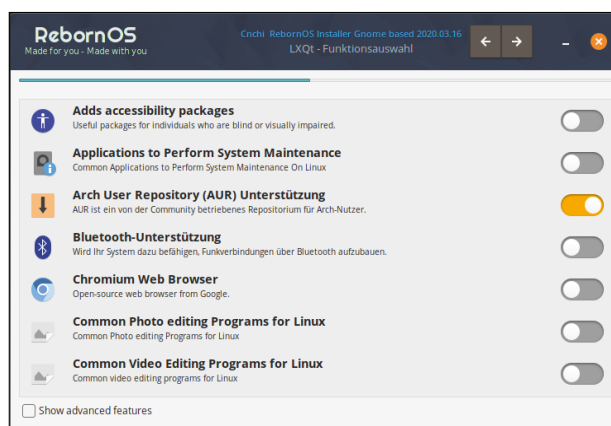 RebornOS
Made for you - Made with you
Cnchi RebornOS Installer Gnome based 2020.03.16
LXQt - Funktionsauswahl
Adds accessibility packages
Useful packages for individuals who are blind or visually impaired.
Applications to Perform System Maintenance
Common Applications to Perform System Maintenance On Linux
Arch User Repository (AUR) Unterstützung
AUR ist ein von der Community betriebenes Repositorium für Arch-Nutzer.
Bluetooth-Unterstützung
Wird Ihr System dazu befähigen, Funkverbindungen über Bluetooth aufzubauen.
Chromium Web Browser
Open-source web browser from Google.
Common Photo editing Programs for Linux
Common Photo editing Programs for Linux
Common Video Editing Programs for Linux
Common video editing programs for Linux
Show advanced features